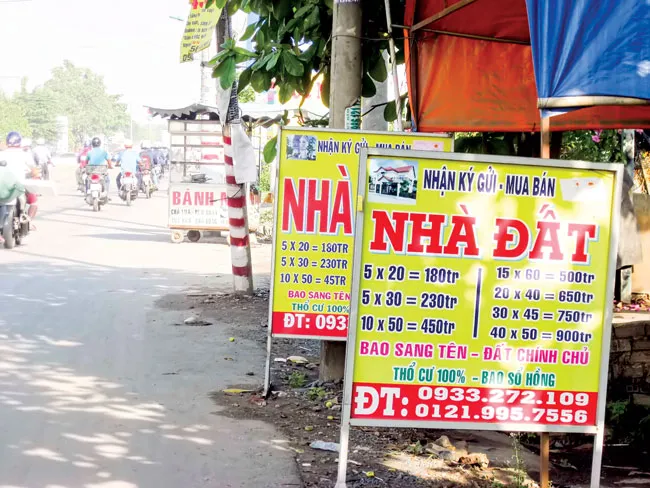 BÁNH M
NHẬN KÝ GỬI - MUA BÁN
NHÀ
5 X 20 = 180TR
5 X 30 = 230TR
10 X 50 = 45TR
BAO SANG TÊN
THỔ CƯ 100%
ĐT: 093
NHẬN KÝ GỬI - MUA BÁN
NHÀ ĐẤT
5 x 20 = 180tr
5 x 30 = 230tr
10 x 50 = 450tr
15 x 60 = 500tr
20 x 40 = 650tr
30 x 45 = 750tr
40 x 50 = 900tr
BAO SANG TÊN - ĐẤT CHÍNH CHỦ
THỔ CƯ 100% - BAO SỔ HỒNG
ĐT: 0933.272.109
0121.995.7556